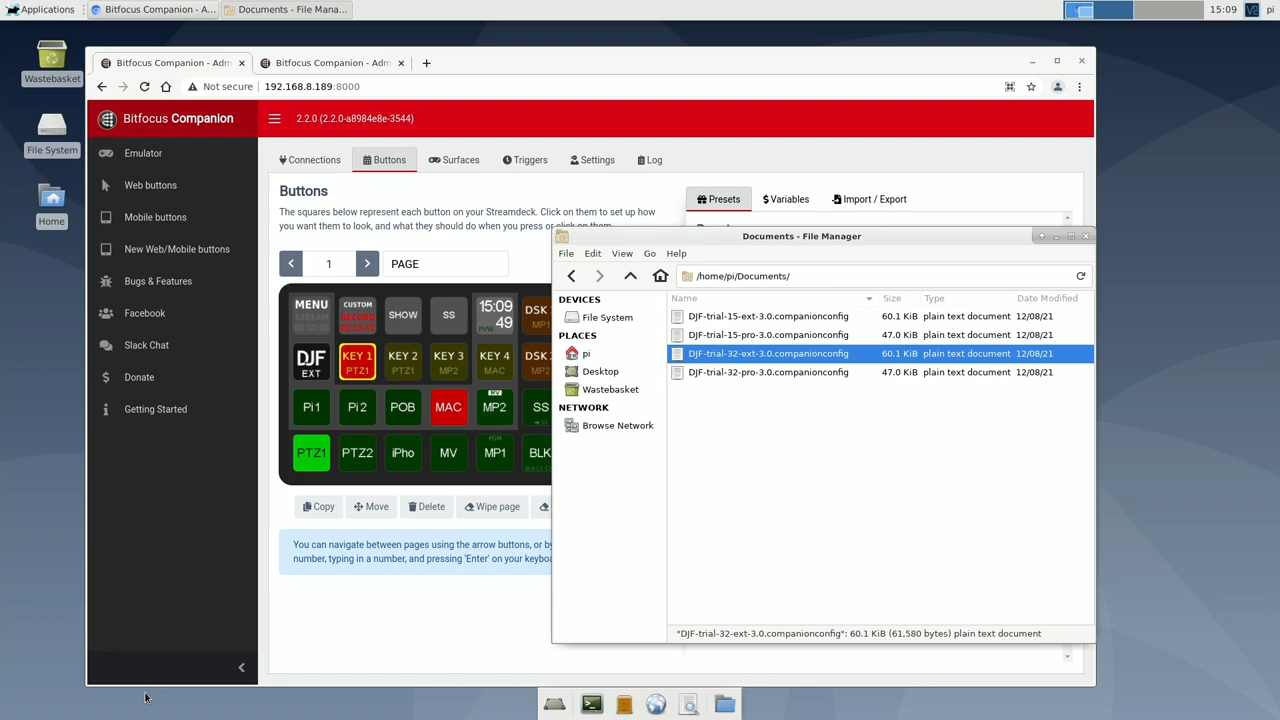 Applications
Bitfocus Companion - A...
Documents - File Mana...
15:09
pi
Wastebasket
File System
Home
Bitfocus Companion - Adm
Bitfocus Companion - Adm
Not secure
192.168.8.189:8000
Bitfocus Companion
2.2.0 (2.2.0-a8984e8e-3544)
Emulator
Web buttons
Mobile buttons
New Web/Mobile buttons
Bugs & Features
Facebook
Slack Chat
Donate
Getting Started
Connections
Buttons
Surfaces
Triggers
Settings
Log
Buttons
The squares below represent each button on your Streamdeck. Click on them to set up how
you want them to look, and what they should do when you press or click on them.
Presets
Variables
Import / Export
1
PAGE
MENU
STREAM
00:00:00
CUSTOM
RECORD
SHOW
SS
15:09
49
PVW
DSK
MP1
DJF
EXT
KEY 1
PTZ1
KEY 2
PTZ1
KEY 3
MP2
KEY 4
MAC
DSK
MP2
Pi1
Pi2
POB
MAC
MV
MP2
SS
PTZ1
PTZ2
iPho
MV
PGM
MP1
BLK
Copy
Move
Delete
Wipe page
You can navigate between pages using the arrow buttons, or by
number, typing in a number, and pressing 'Enter' on your keyboa
Documents - File Manager
File
Edit
View
Go
Help
/home/pi/Documents/
DEVICES
File System
PLACES
pi
Desktop
Wastebasket
NETWORK
Browse Network
Name
Size
Type
Date Modified
DJF-trial-15-ext-3.0.companionconfig 60.1 KiB plain text document 12/08/21
DJF-trial-15-pro-3.0.companionconfig 47.0 KiB plain text document 12/08/21
DJF-trial-32-ext-3.0.companionconfig 60.1 KiB plain text document 12/08/21
DJF-trial-32-pro-3.0.companionconfig 47.0 KiB plain text document 12/08/21
"DJF-trial-32-ext-3.0.companionconfig": 60.1 KiB (61,580 bytes) plain text document